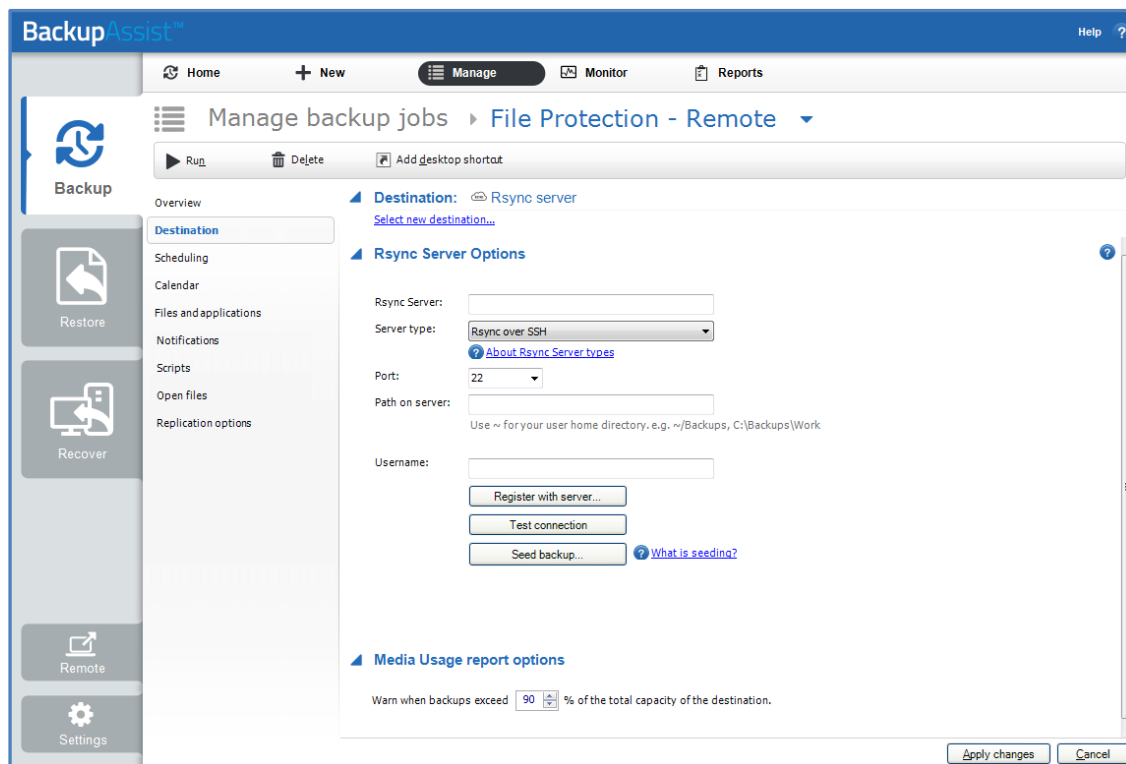 BackupAssist™
Help ?
Home New Manage Monitor Reports
Manage backup jobs File Protection - Remote
Run Delete Add desktop shortcut
Backup
Restore
Recover
Remote
Settings
Overview
Destination
Scheduling
Calendar
Files and applications
Notifications
Scripts
Open files
Replication options
Destination: Rsync server
Select new destination...
Rsync Server Options ?
Rsync Server:
Server type: Rsync over SSH
? About Rsync Server types
Port: 22
Path on server:
Use ~ for your user home directory. e.g. ~/Backups, C:\Backups\Work
Username:
Register with server...
Test connection
Seed backup... ? What is seeding?
Media Usage report options
Warn when backups exceed 90 % of the total capacity of the destination.
Apply changes Cancel